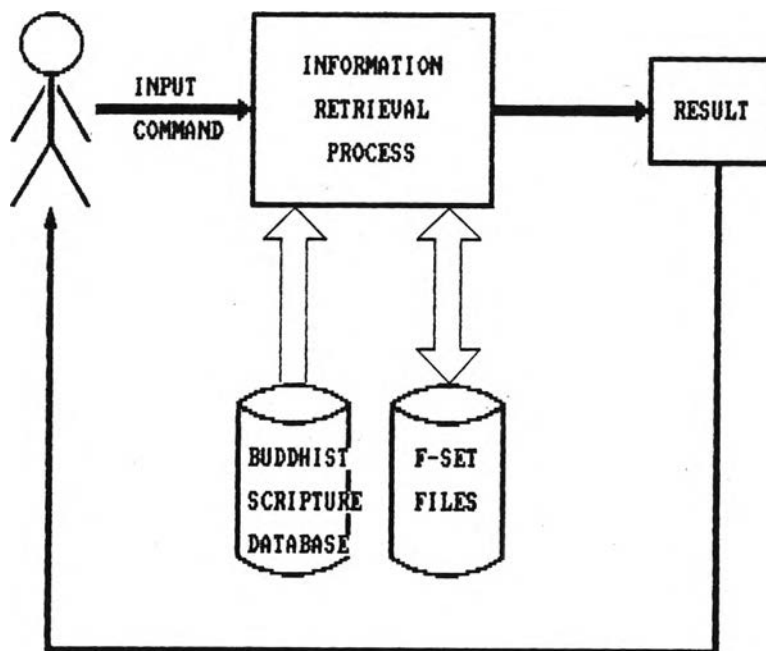 INPUT
COMMAND
INFORMATION
RETRIEVAL
PROCESS
RESULT
BUDDHIST
SCRIPTURE
DATABASE
F-SET
FILES